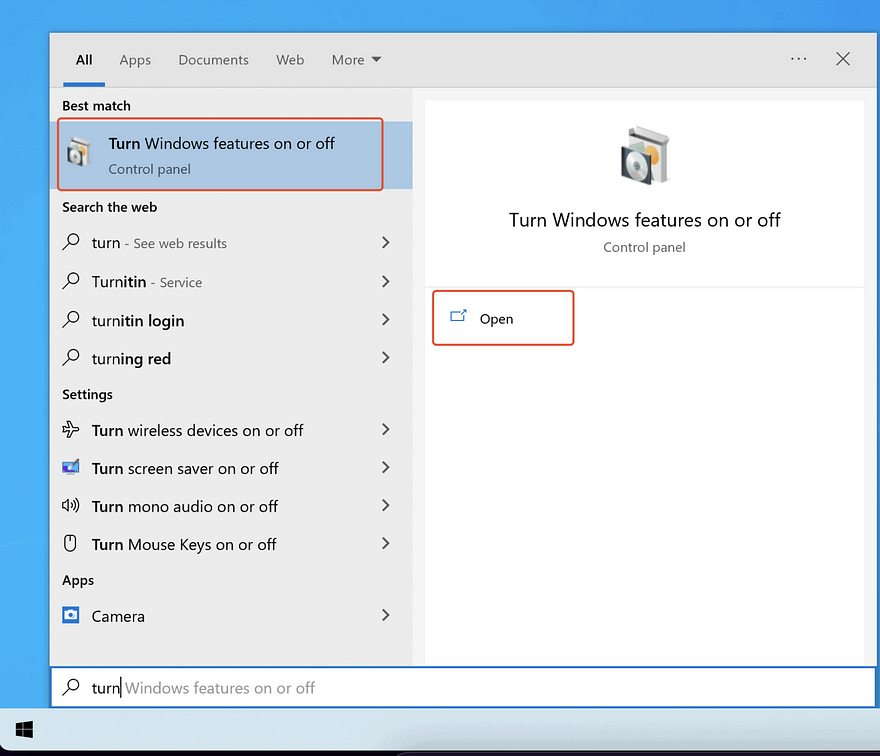 All Apps Documents Web More
Best match
Turn Windows features on or off
Control panel
Search the web
turn - See web results
Turnitin - Service
turnitin login
turning red
Settings
Turn wireless devices on or off
Turn screen saver on or off
Turn mono audio on or off
Turn Mouse Keys on or off
Apps
Camera
Turn Windows features on or off
Control panel
Open
turn Windows features on or off